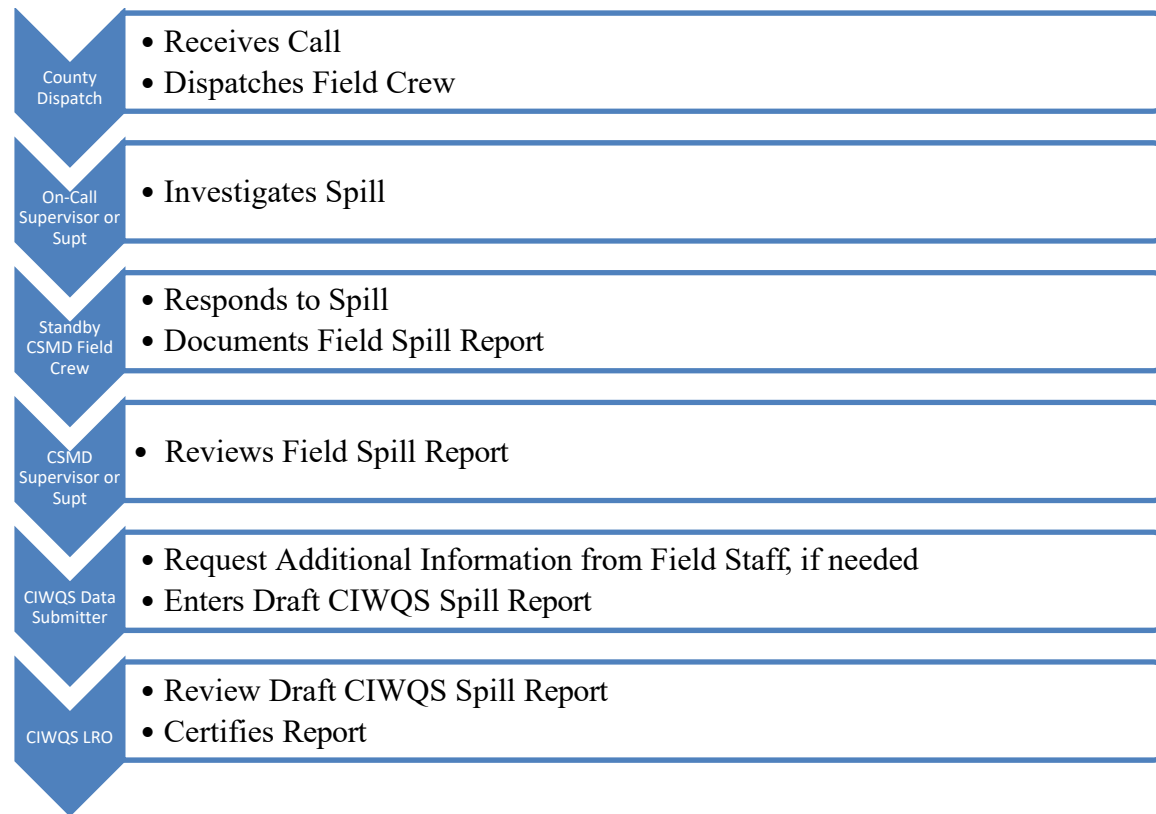 County
Dispatch
• Receives Call
• Dispatches Field Crew
On-Call
Supervisor or
Supt
• Investigates Spill
Standby
CSMD Field
Crew
• Responds to Spill
• Documents Field Spill Report
CSMD
Supervisor or
Supt
• Reviews Field Spill Report
CIWQS Data
Submitter
• Request Additional Information from Field Staff, if needed
• Enters Draft CIWQS Spill Report
CIWQS LRO
• Review Draft CIWQS Spill Report
• Certifies Report